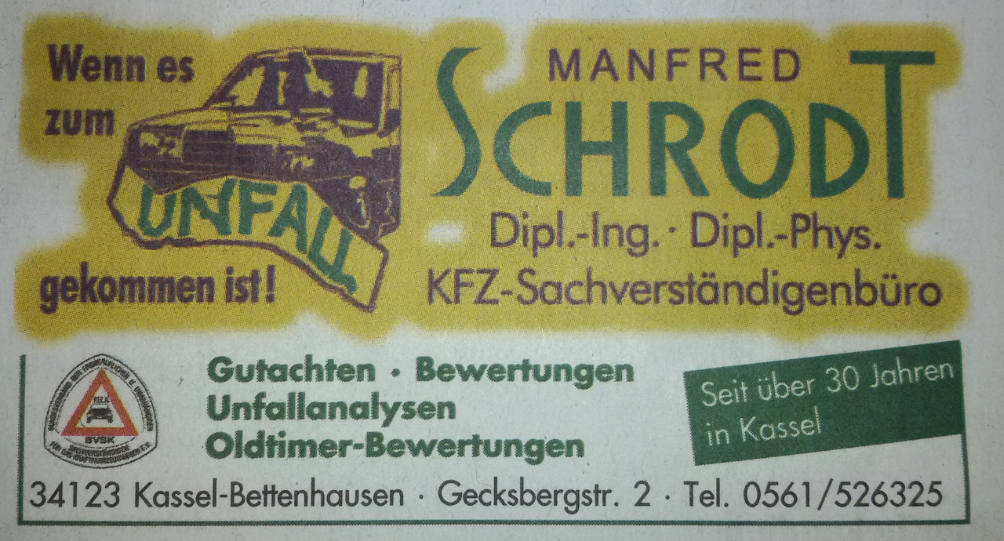 Wenn es
zum
UNFALL
gekommen ist!
MANFRED
SCHRODT
Dipl.-Ing. · Dipl.-Phys.
KFZ-Sachverständigenbüro
BVSK
Gutachten · Bewertungen
Unfallanalysen
Oldtimer-Bewertungen
Seit über 30 Jahren
in Kassel
34123 Kassel-Bettenhausen · Gecksbergstr. 2 · Tel. 0561/526325